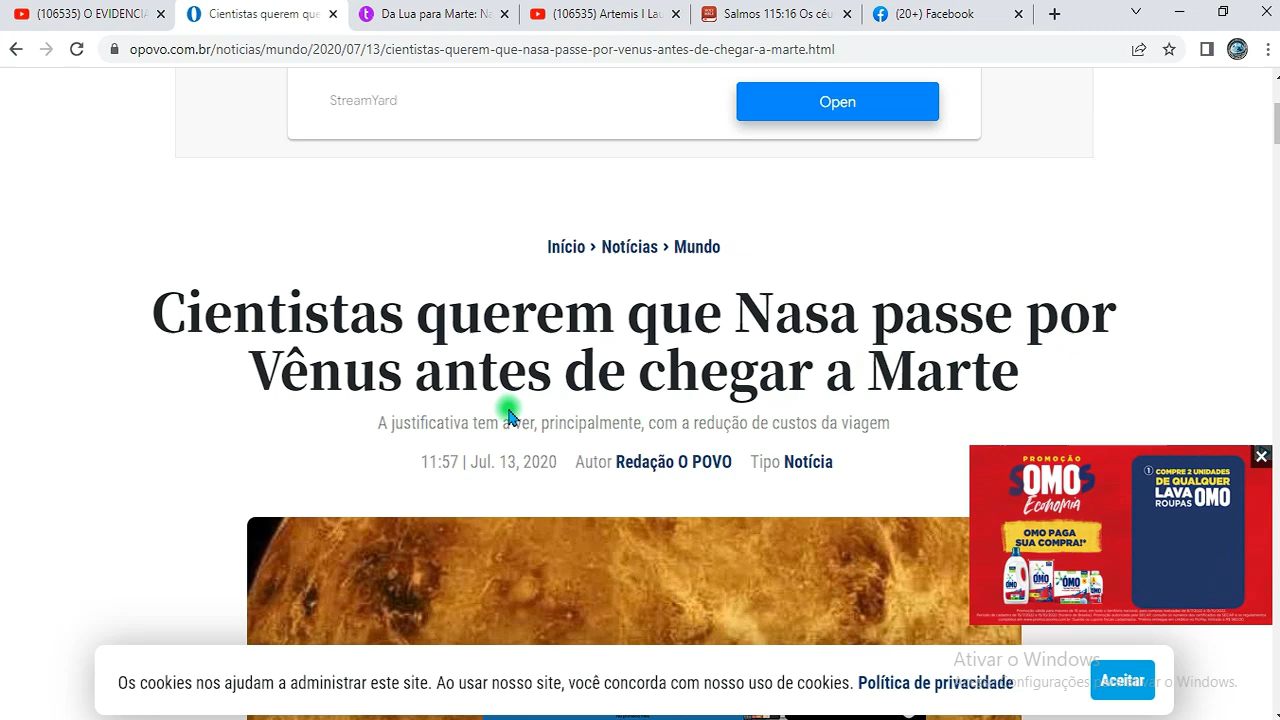 (106535) O EVIDENCIA
Cientistas querem que
Da Lua para Marte: Na
(106535) Artemis I Lau
Salmos 115:16 Os céu
(20+) Facebook
opovo.com.br/noticias/mundo/2020/07/13/cientistas-querem-que-nasa-passe-por-venus-antes-de-chegar-a-marte.html
StreamYard
Open
Início > Notícias > Mundo
Cientistas querem que Nasa passe por
Vênus antes de chegar a Marte
A justificativa tem a ver, principalmente, com a redução de custos da viagem
11:57 | Jul. 13, 2020 Autor Redação O POVO Tipo Notícia
PROMOÇÃO
SOMOS
Economia
OMO PAGA
SUA COMPRA!*
1 COMPRE 2 UNIDADES
DE QUALQUER
LAVA
ROUPAS OMO
Ativar o Windows
Os cookies nos ajudam a administrar este site. Ao usar nosso site, você concorda com nosso uso de cookies. Política de privacidade
Aceitar